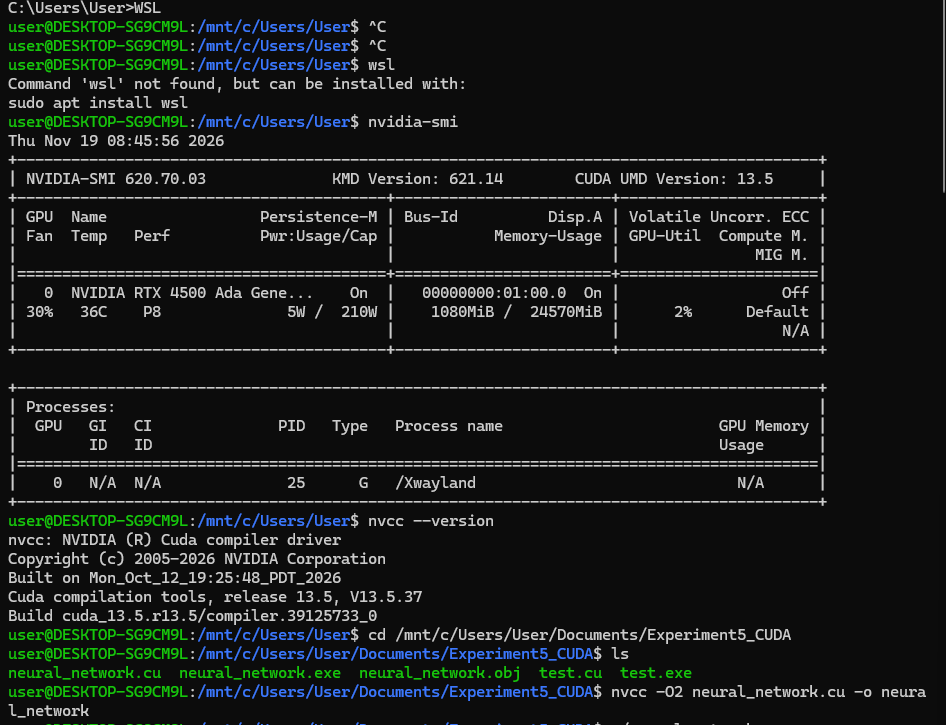 C:\Users\User>WSL
user@DESKTOP-SG9CM9L:/mnt/c/Users/User$ ^C
user@DESKTOP-SG9CM9L:/mnt/c/Users/User$ ^C
user@DESKTOP-SG9CM9L:/mnt/c/Users/User$ wsl
Command 'wsl' not found, but can be installed with:
sudo apt install wsl
user@DESKTOP-SG9CM9L:/mnt/c/Users/User$ nvidia-smi
Thu Nov 19 08:45:56 2026
NVIDIA-SMI 620.70.03 KMD Version: 621.14 CUDA UMD Version: 13.5
GPU Name Persistence-M | Bus-Id Disp.A | Volatile Uncorr. ECC
Fan Temp Perf Pwr:Usage/Cap | Memory-Usage | GPU-Util Compute M.
MIG M.
0 NVIDIA RTX 4500 Ada Gene... On | 00000000:01:00.0 On | Off
30% 36C P8 5W / 210W | 1080MiB / 24570MiB | 2% Default
N/A
Processes:
GPU GI CI PID Type Process name GPU Memory
ID ID Usage
0 N/A N/A 25 G /Xwayland N/A
user@DESKTOP-SG9CM9L:/mnt/c/Users/User$ nvcc --version
nvcc: NVIDIA (R) Cuda compiler driver
Copyright (c) 2005-2026 NVIDIA Corporation
Built on Mon_Oct_12_19:25:48_PDT_2026
Cuda compilation tools, release 13.5, V13.5.37
Build cuda_13.5.r13.5/compiler.39125733_0
user@DESKTOP-SG9CM9L:/mnt/c/Users/User$ cd /mnt/c/Users/User/Documents/Experiment5_CUDA
user@DESKTOP-SG9CM9L:/mnt/c/Users/User/Documents/Experiment5_CUDA$ ls
neural_network.cu neural_network.exe neural_network.obj test.cu test.exe
user@DESKTOP-SG9CM9L:/mnt/c/Users/User/Documents/Experiment5_CUDA$ nvcc -O2 neural_network.cu -o neura
l_network